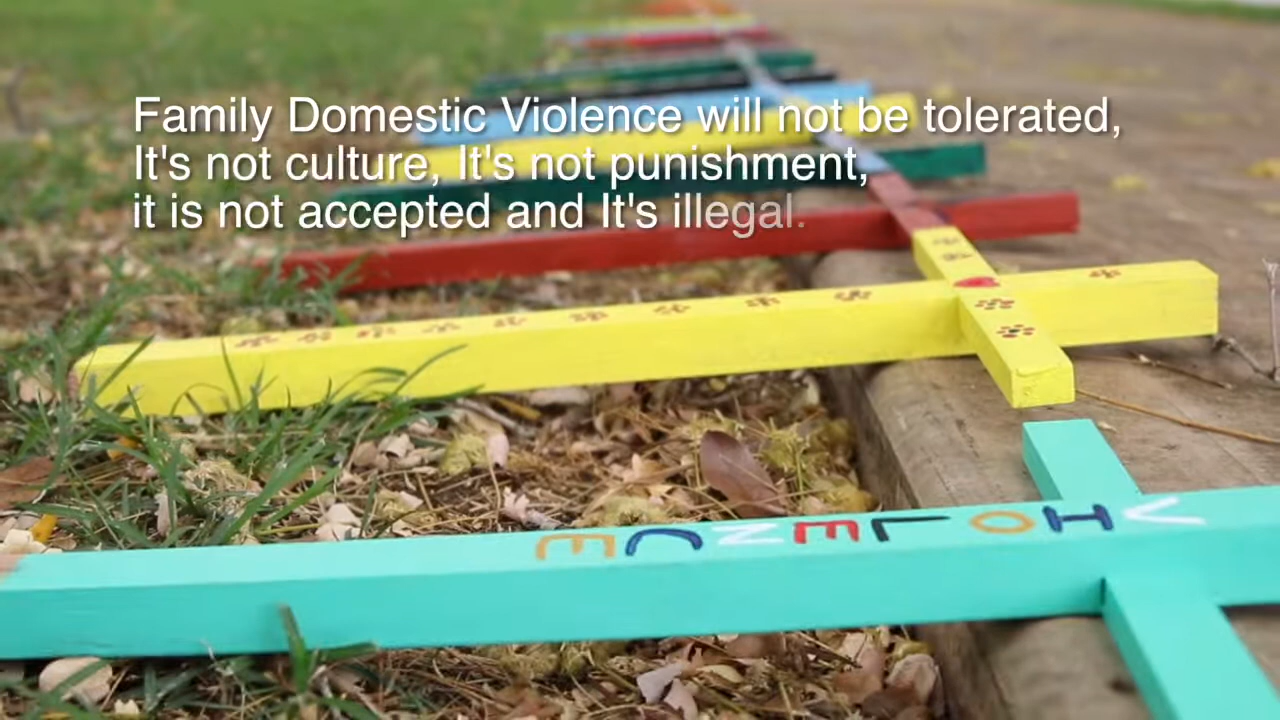 Family Domestic Violence will not be tolerated,
It's not culture, It's not punishment,
it is not accepted and It's illegal.
VIOLENCE